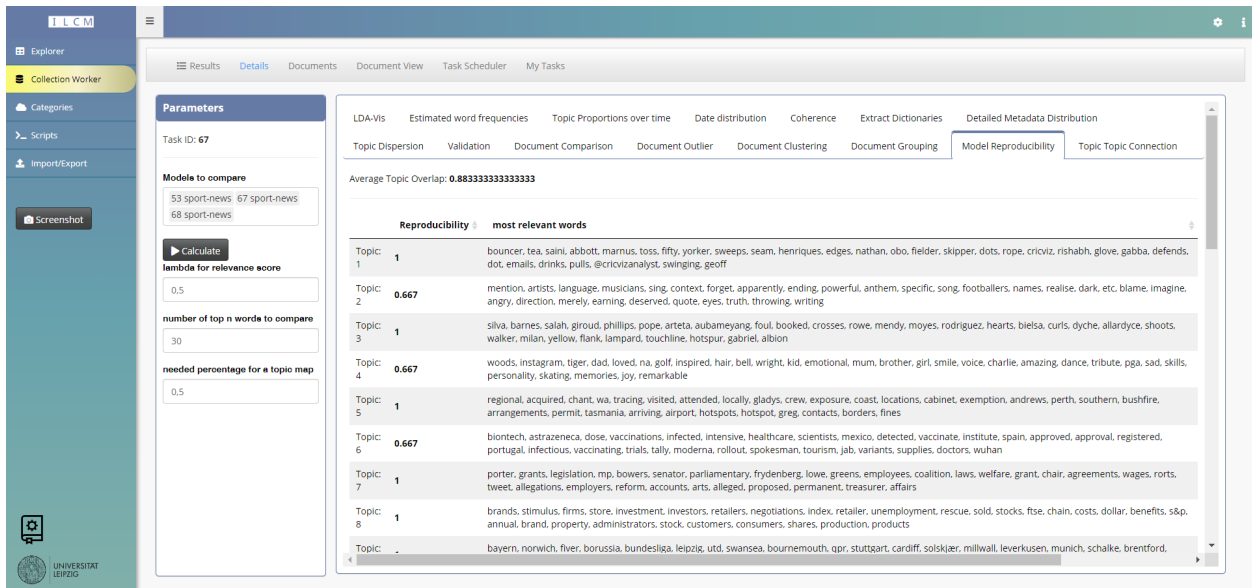 ILCM
Explorer
Collection Worker
Categories
Scripts
Import/Export
Screenshot
UNIVERSITÄT
LEIPZIG
Results Details Documents Document View Task Scheduler My Tasks
Parameters
Task ID: 67
Models to compare
53 sport-news 67 sport-news
68 sport-news
Calculate
lambda for relevance score
0,5
number of top n words to compare
30
needed percentage for a topic map
0,5
LDA-Vis Estimated word frequencies Topic Proportions over time Date distribution Coherence Extract Dictionaries Detailed Metadata Distribution
Topic Dispersion Validation Document Comparison Document Outlier Document Clustering Document Grouping Model Reproducibility Topic Topic Connection
Average Topic Overlap: 0.883333333333333
Reproducibility most relevant words
Topic: 1 1 bouncer, tea, saini, abbott, marnus, toss, fifty, yorker, sweeps, seam, henriques, edges, nathan, obo, fielder, skipper, dots, rope, cricviz, rishabh, glove, gabba, defends,
dot, emails, drinks, pulls, @cricvizanalyst, swinging, geoff
Topic: 2 0.667 mention, artists, language, musicians, sing, context, forget, apparently, ending, powerful, anthem, specific, song, footballers, names, realise, dark, etc, blame, imagine,
angry, direction, merely, earning, deserved, quote, eyes, truth, throwing, writing
Topic: 3 1 silva, barnes, salah, giroud, phillips, pope, arteta, aubameyang, foul, booked, crosses, rowe, mendy, moyes, rodriguez, hearts, bielsa, curls, dyche, allardyce, shoots,
walker, milan, yellow, flank, lampard, touchline, hotspur, gabriel, albion
Topic: 4 0.667 woods, instagram, tiger, dad, loved, na, golf, inspired, hair, bell, wright, kid, emotional, mum, brother, girl, smile, voice, charlie, amazing, dance, tribute, pga, sad, skills,
personality, skating, memories, joy, remarkable
Topic: 5 1 regional, acquired, chant, wa, tracing, visited, attended, locally, gladys, crew, exposure, coast, locations, cabinet, exemption, andrews, perth, southern, bushfire,
arrangements, permit, tasmania, arriving, airport, hotspots, hotspot, greg, contacts, borders, fines
Topic: 6 0.667 biontech, astrazeneca, dose, vaccinations, infected, intensive, healthcare, scientists, mexico, detected, vaccinate, institute, spain, approved, approval, registered,
portugal, infectious, vaccinating, trials, tally, moderna, rollout, spokesman, tourism, jab, variants, supplies, doctors, wuhan
Topic: 7 1 porter, grants, legislation, mp, bowers, senator, parliamentary, frydenberg, lowe, greens, employees, coalition, laws, welfare, grant, chair, agreements, wages, rorts,
tweet, allegations, employers, reform, accounts, arts, alleged, proposed, permanent, treasurer, affairs
Topic: 8 1 brands, stimulus, firms, store, investment, investors, retailers, negotiations, index, retailer, unemployment, rescue, sold, stocks, ftse, chain, costs, dollar, benefits, s&p,
annual, brand, property, administrators, stock, customers, consumers, shares, production, products
Topic: bayern, norwich, fiver, borussia, bundesliga, leipzig, utd, swansea, bournemouth, qpr, stuttgart, cardiff, solskjær, millwall, leverkusen, munich, schalke, brentford,